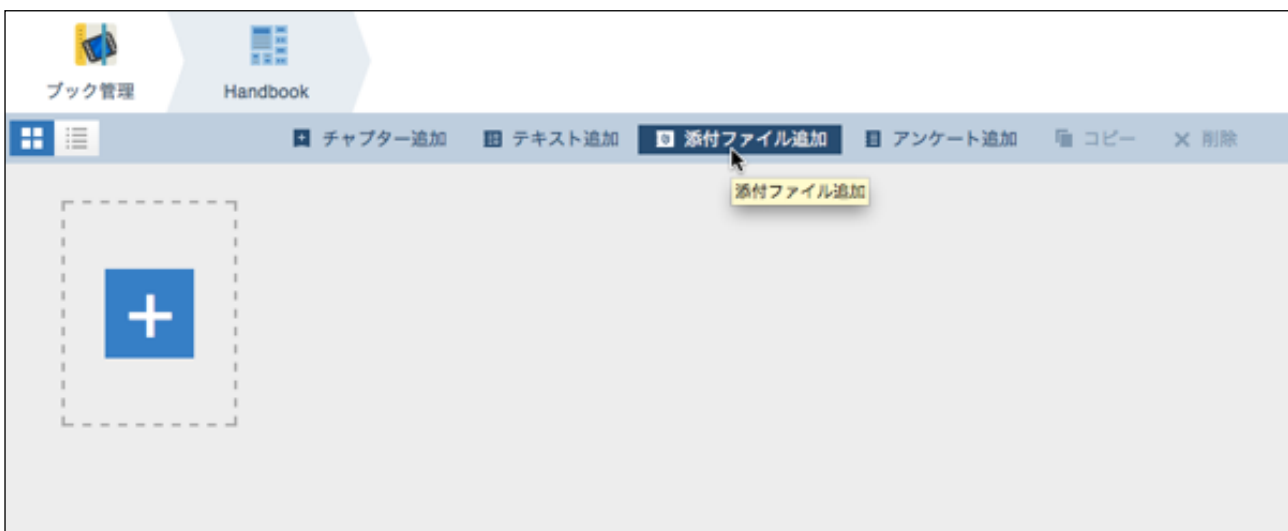 ブック管理
Handbook
チャプター追加 テキスト追加 添付ファイル追加 アンケート追加 コピー 削除
添付ファイル追加